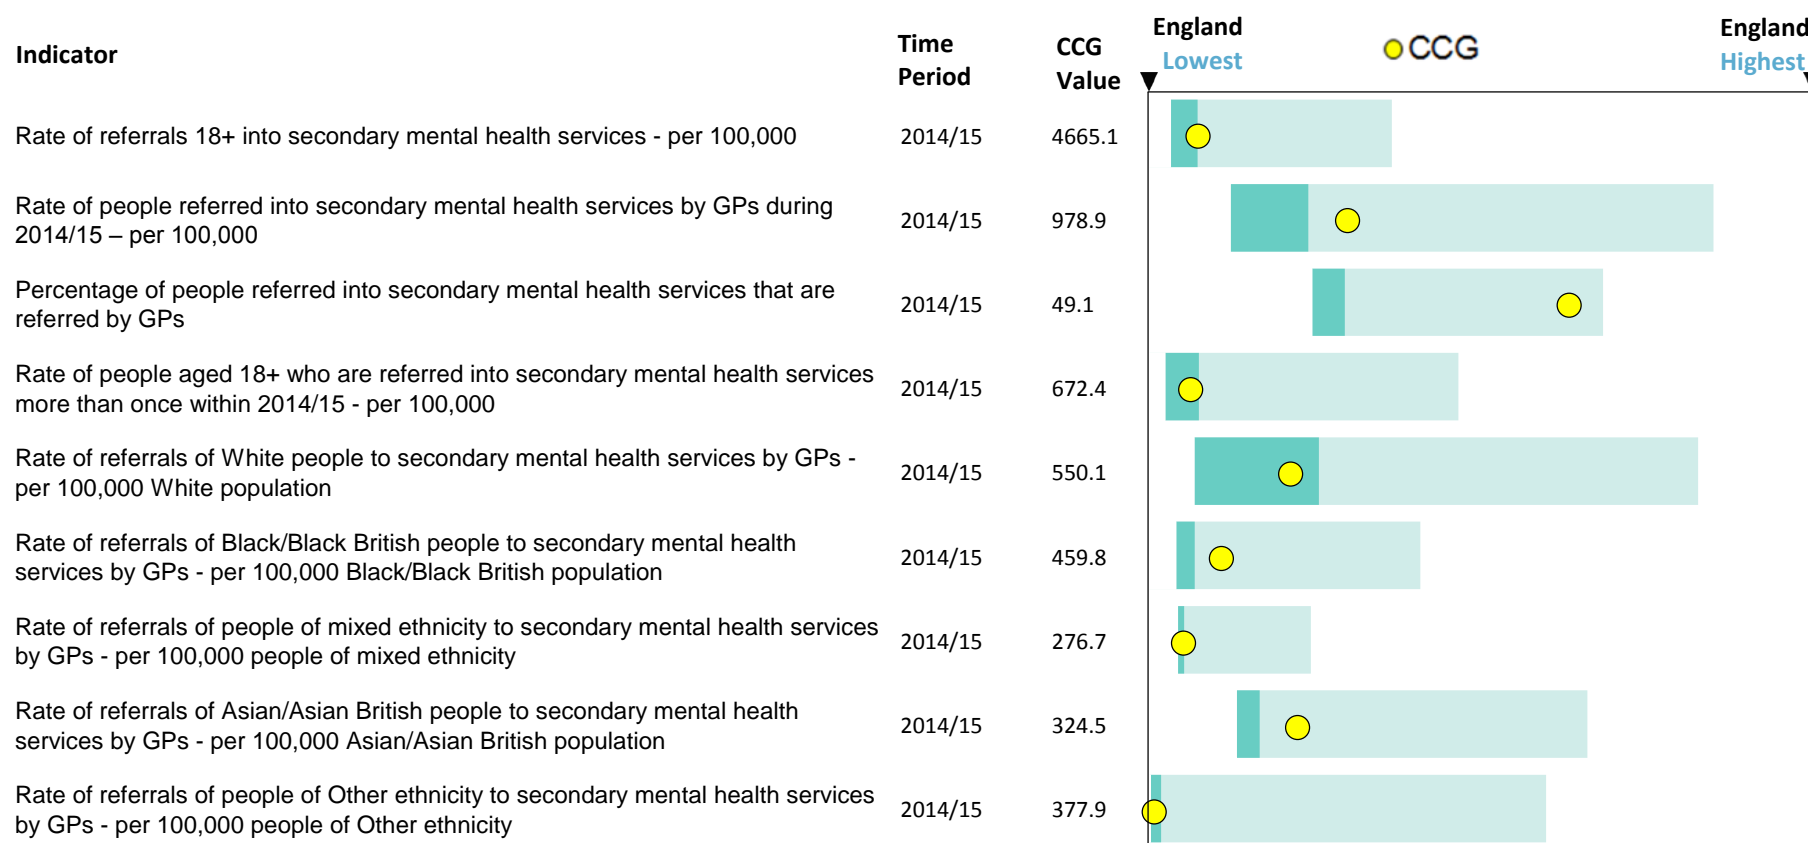 Indicator
Time Period
CCG Value
England Lowest
CCG
England Highest
Rate of referrals 18+ into secondary mental health services - per 100,000
2014/15
4665.1
Rate of people referred into secondary mental health services by GPs during
2014/15 – per 100,000
2014/15
978.9
Percentage of people referred into secondary mental health services that are
referred by GPs
2014/15
49.1
Rate of people aged 18+ who are referred into secondary mental health services
more than once within 2014/15 - per 100,000
2014/15
672.4
Rate of referrals of White people to secondary mental health services by GPs -
per 100,000 White population
2014/15
550.1
Rate of referrals of Black/Black British people to secondary mental health
services by GPs - per 100,000 Black/Black British population
2014/15
459.8
Rate of referrals of people of mixed ethnicity to secondary mental health services
by GPs - per 100,000 people of mixed ethnicity
2014/15
276.7
Rate of referrals of Asian/Asian British people to secondary mental health
services by GPs - per 100,000 Asian/Asian British population
2014/15
324.5
Rate of referrals of people of Other ethnicity to secondary mental health services
by GPs - per 100,000 people of Other ethnicity
2014/15
377.9